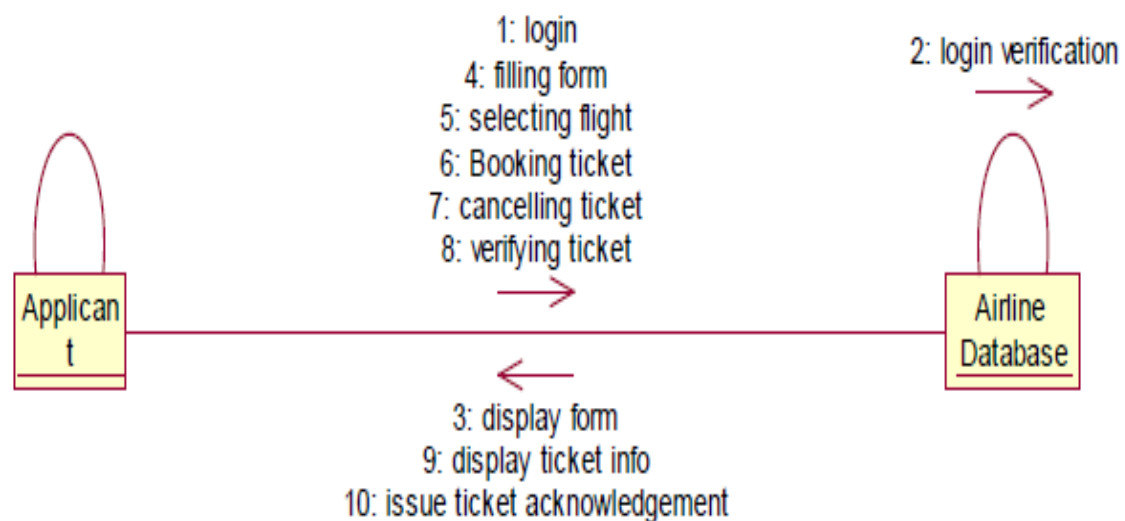 1: login
4: filling form
5: selecting flight
6: Booking ticket
7: cancelling ticket
8: verifying ticket
2: login verification
Applican
t
Airline
Database
3: display form
9: display ticket info
10: issue ticket acknowledgement